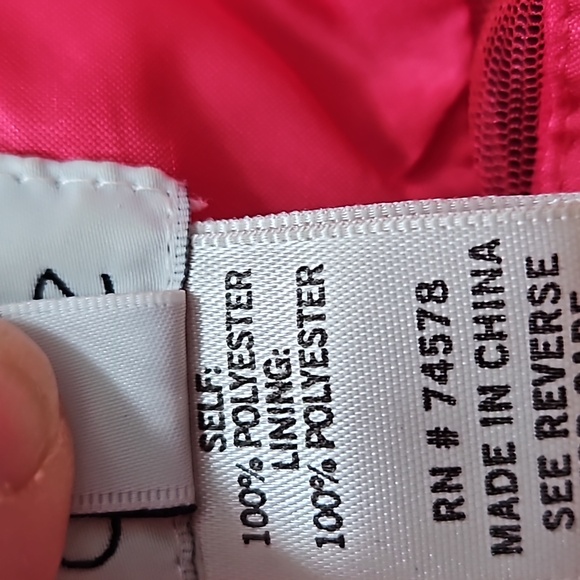 SELF:
100% POLYESTER
LINING:
100% POLYESTER
RN # 74578
MADE IN CHINA
SEE REVERSE